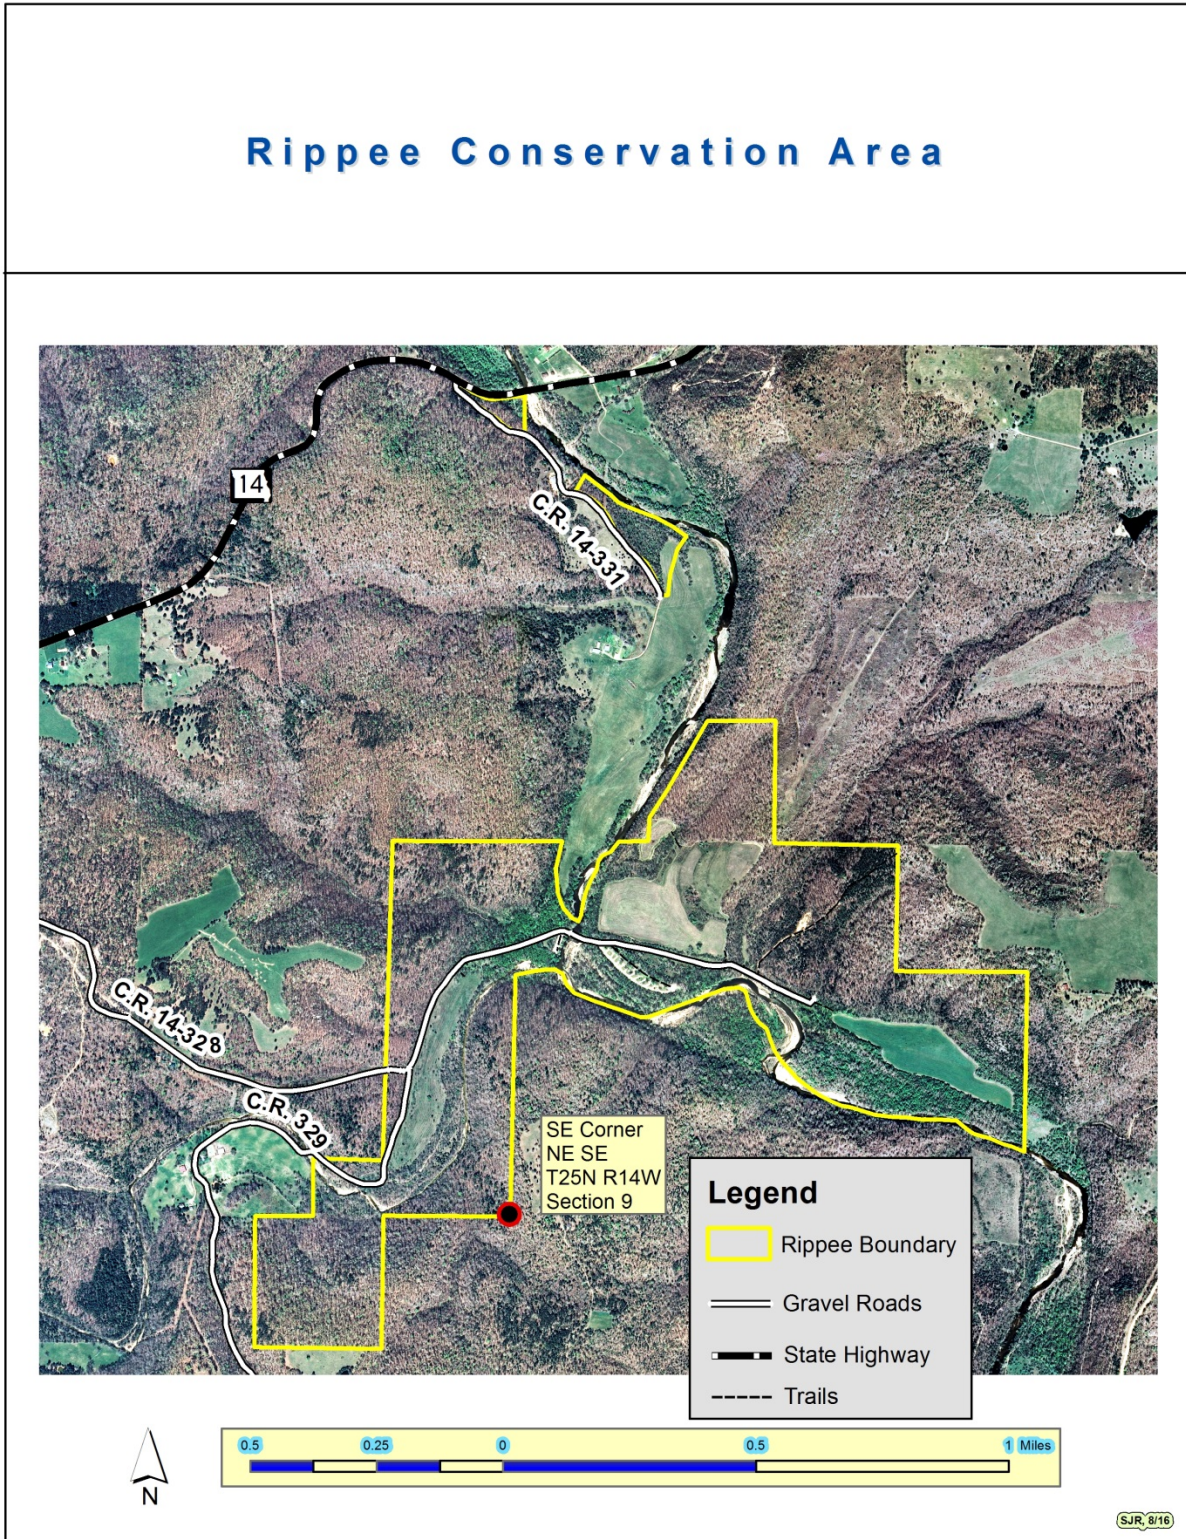 Rippee Conservation Area
14
C.R. 14-331
C.R. 14-328
C.R. 329
SE Corner
NE SE
T25N R14W
Section 9
Legend
Rippee Boundary
Gravel Roads
State Highway
Trails
0.5 0.25 0 0.5 1 Miles
N
SJR, 8/16